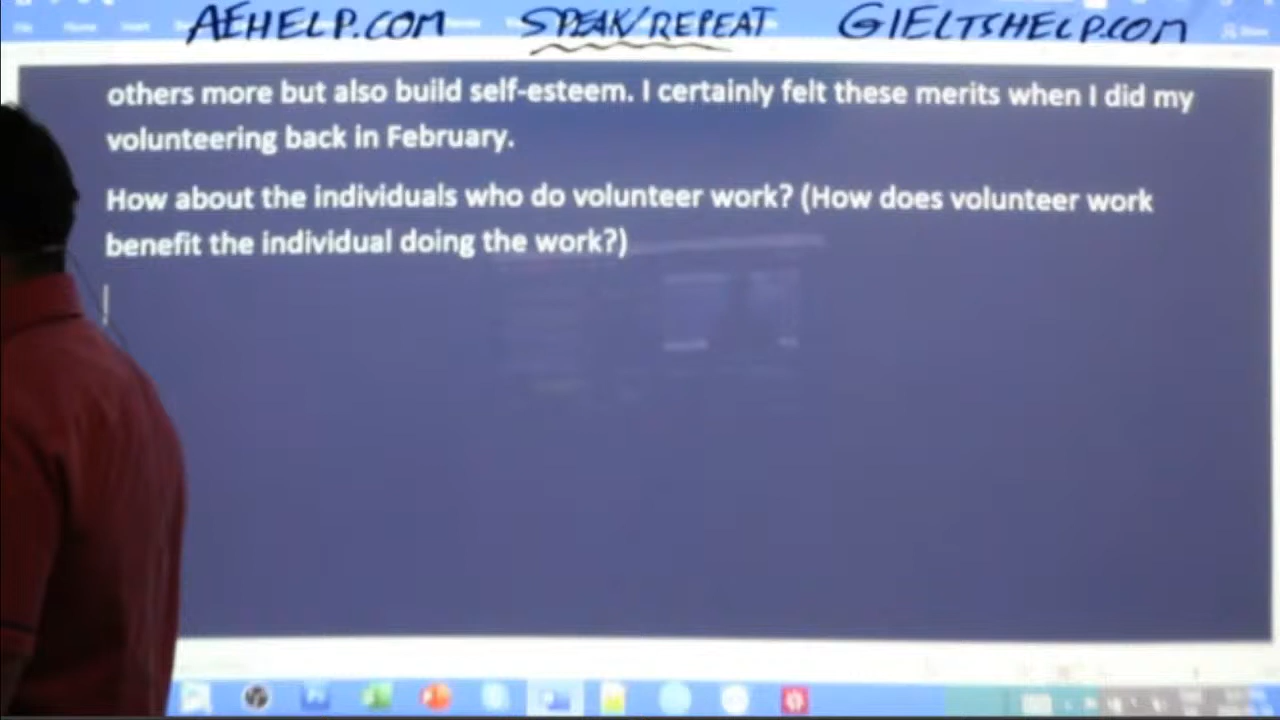 AEHELP.COM SPEAK/REPEAT GIELTSHELP.COM
others more but also build self-esteem. I certainly felt these merits when I did my
volunteering back in February.
How about the individuals who do volunteer work? (How does volunteer work
benefit the individual doing the work?)